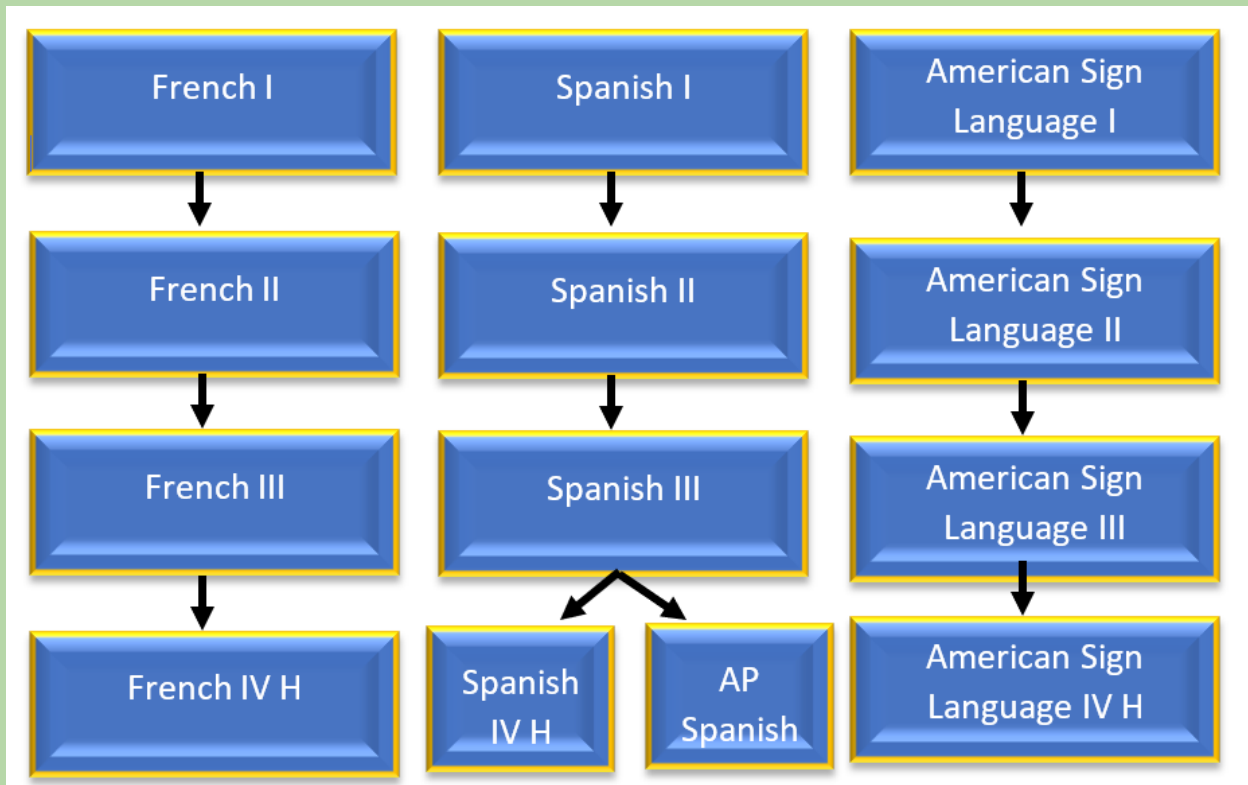 French I
Spanish I
American Sign
Language I
French II
Spanish II
American Sign
Language II
French III
Spanish III
American Sign
Language III
French IV H
Spanish
IV H
AP
Spanish
American Sign
Language IV H